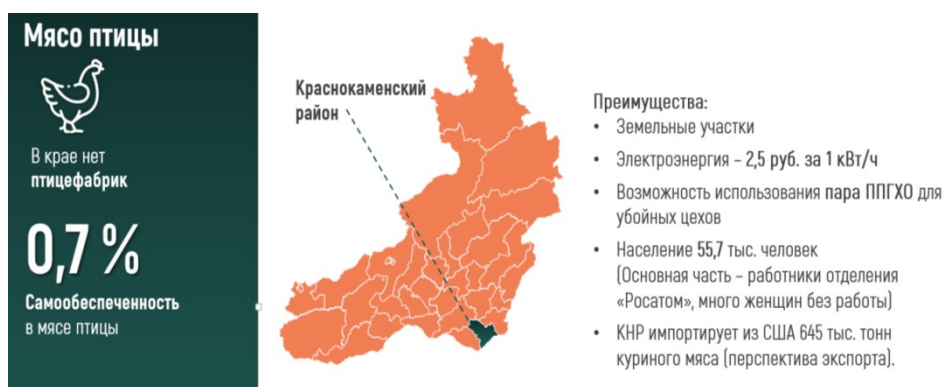 Мясо птицы
В крае нет
птицефабрик
0,7 %
Самообеспеченность
в мясе птицы
Краснокаменский
район
Преимущества:
• Земельные участки
• Электроэнергия – 2,5 руб. за 1 кВт/ч
• Возможность использования пара ППГХО для
убойных цехов
• Население 55,7 тыс. человек
(Основная часть – работники отделения
«Росатом», много женщин без работы)
• КНР импортирует из США 645 тыс. тонн
куриного мяса (перспектива экспорта).